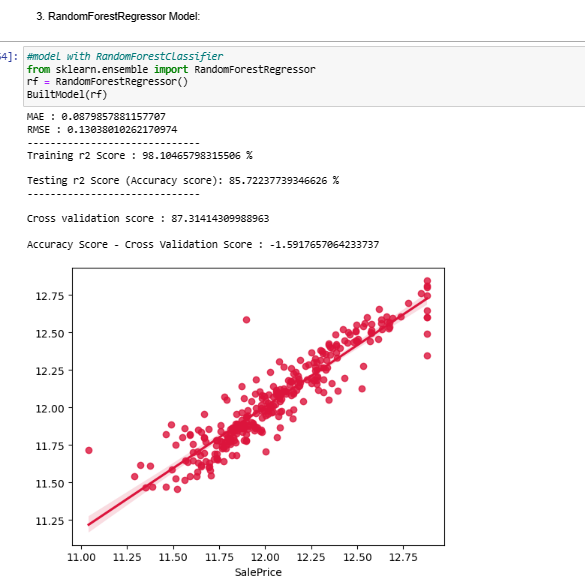 3. RandomForestRegressor Model:
4]: #model with RandomForestClassifier
from sklearn.ensemble import RandomForestRegressor
rf = RandomForestRegressor()
BuiltModel(rf)
MAE : 0.0879857881157707
RMSE : 0.13038010262170974
------------------------------
Training r2 Score : 98.10465798315506 %
Testing r2 Score (Accuracy score): 85.72237739346626 %
------------------------------
Cross validation score : 87.31414309988963
Accuracy Score - Cross Validation Score : -1.5917657064233737
12.75
12.50
12.25
12.00
11.75
11.50
11.25
11.00 11.25 11.50 11.75 12.00 12.25 12.50 12.75
SalePrice